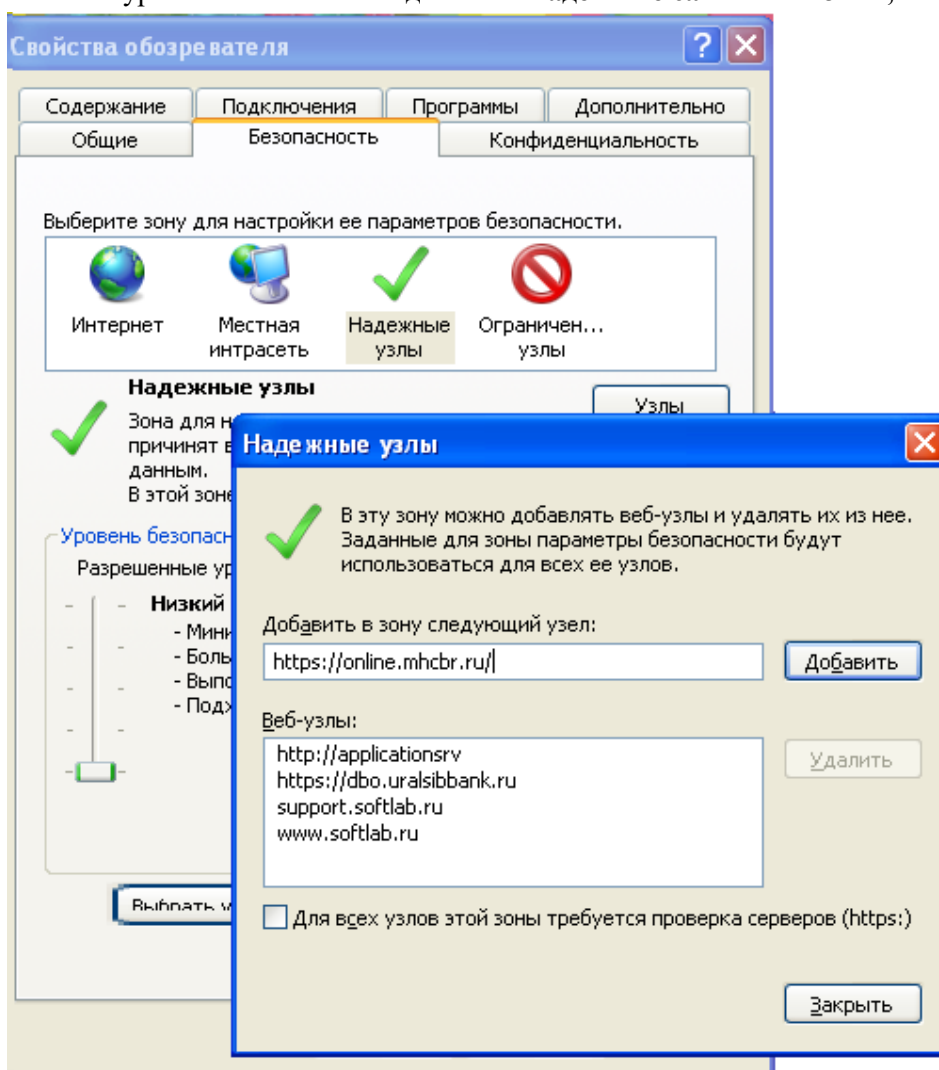 Свойства обозревателя
Содержание Подключения Программы Дополнительно
Общие Безопасность Конфиденциальность
Выберите зону для настройки ее параметров безопасности.
Интернет Местная интрасеть Надежные узлы Ограничен... узлы
Надежные узлы
Узлы
Зона для н
причинят в
данным.
В этой зоне
Уровень безопасн
Разрешенные ур
Низкий
- Мини
- Боль
- Выпо
- Подх
Надежные узлы
В эту зону можно добавлять веб-узлы и удалять их из нее.
Заданные для зоны параметры безопасности будут
использоваться для всех ее узлов.
Добавить в зону следующий узел:
https://online.mhcbr.ru/
Добавить
Веб-узлы:
http://applicationsrv
https://dbo.uralsibbank.ru
support.softlab.ru
www.softlab.ru
Удалить
Выбрать у
Для всех узлов этой зоны требуется проверка серверов (https:)
Закрыть